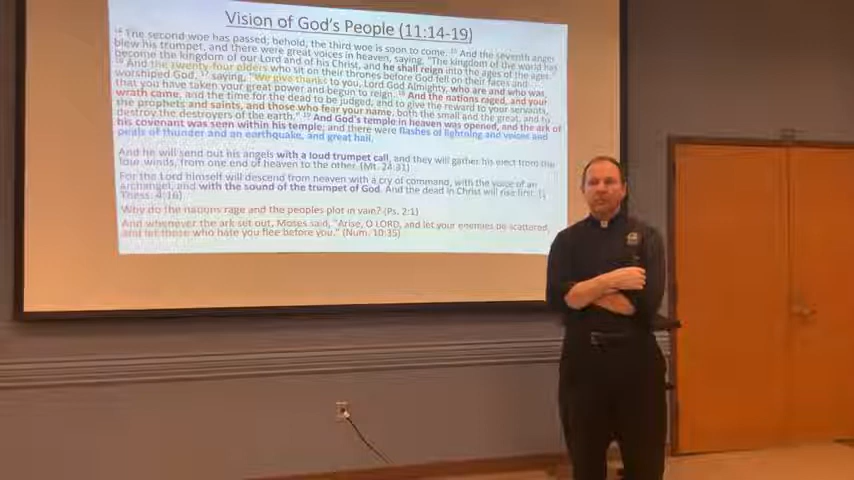 Vision of God's People (11:14-19)
14 The second woe has passed; behold, the third woe is soon to come. 15 And the seventh angel
blew his trumpet, and there were great voices in heaven, saying, "The kingdom of the world has
become the kingdom of our Lord and of his Christ, and he shall reign into the ages of the ages."
16 And the twenty-four elders who sit on their thrones before God fell on their faces and
worshiped God, 17 saying, "We give thanks to you, Lord God Almighty, who are and who was,
that you have taken your great power and begun to reign. 18 And the nations raged, and your
wrath came, and the time for the dead to be judged, and to give the reward to your servants,
the prophets and saints, and those who fear your name, both the small and the great, and to
destroy the destroyers of the earth." 19 And God's temple in heaven was opened, and the ark of
his covenant was seen within his temple; and there were flashes of lightning and voices and
peals of thunder and an earthquake, and great hail.
And he will send out his angels with a loud trumpet call, and they will gather his elect from the
four winds, from one end of heaven to the other. (Mt. 24:31)
For the Lord himself will descend from heaven with a cry of command, with the voice of an
archangel, and with the sound of the trumpet of God. And the dead in Christ will rise first. (1
Thess. 4:16)
Why do the nations rage and the peoples plot in vain? (Ps. 2:1)
And whenever the ark set out, Moses said, "Arise, O LORD, and let your enemies be scattered,
and let those who hate you flee before you." (Num. 10:35)